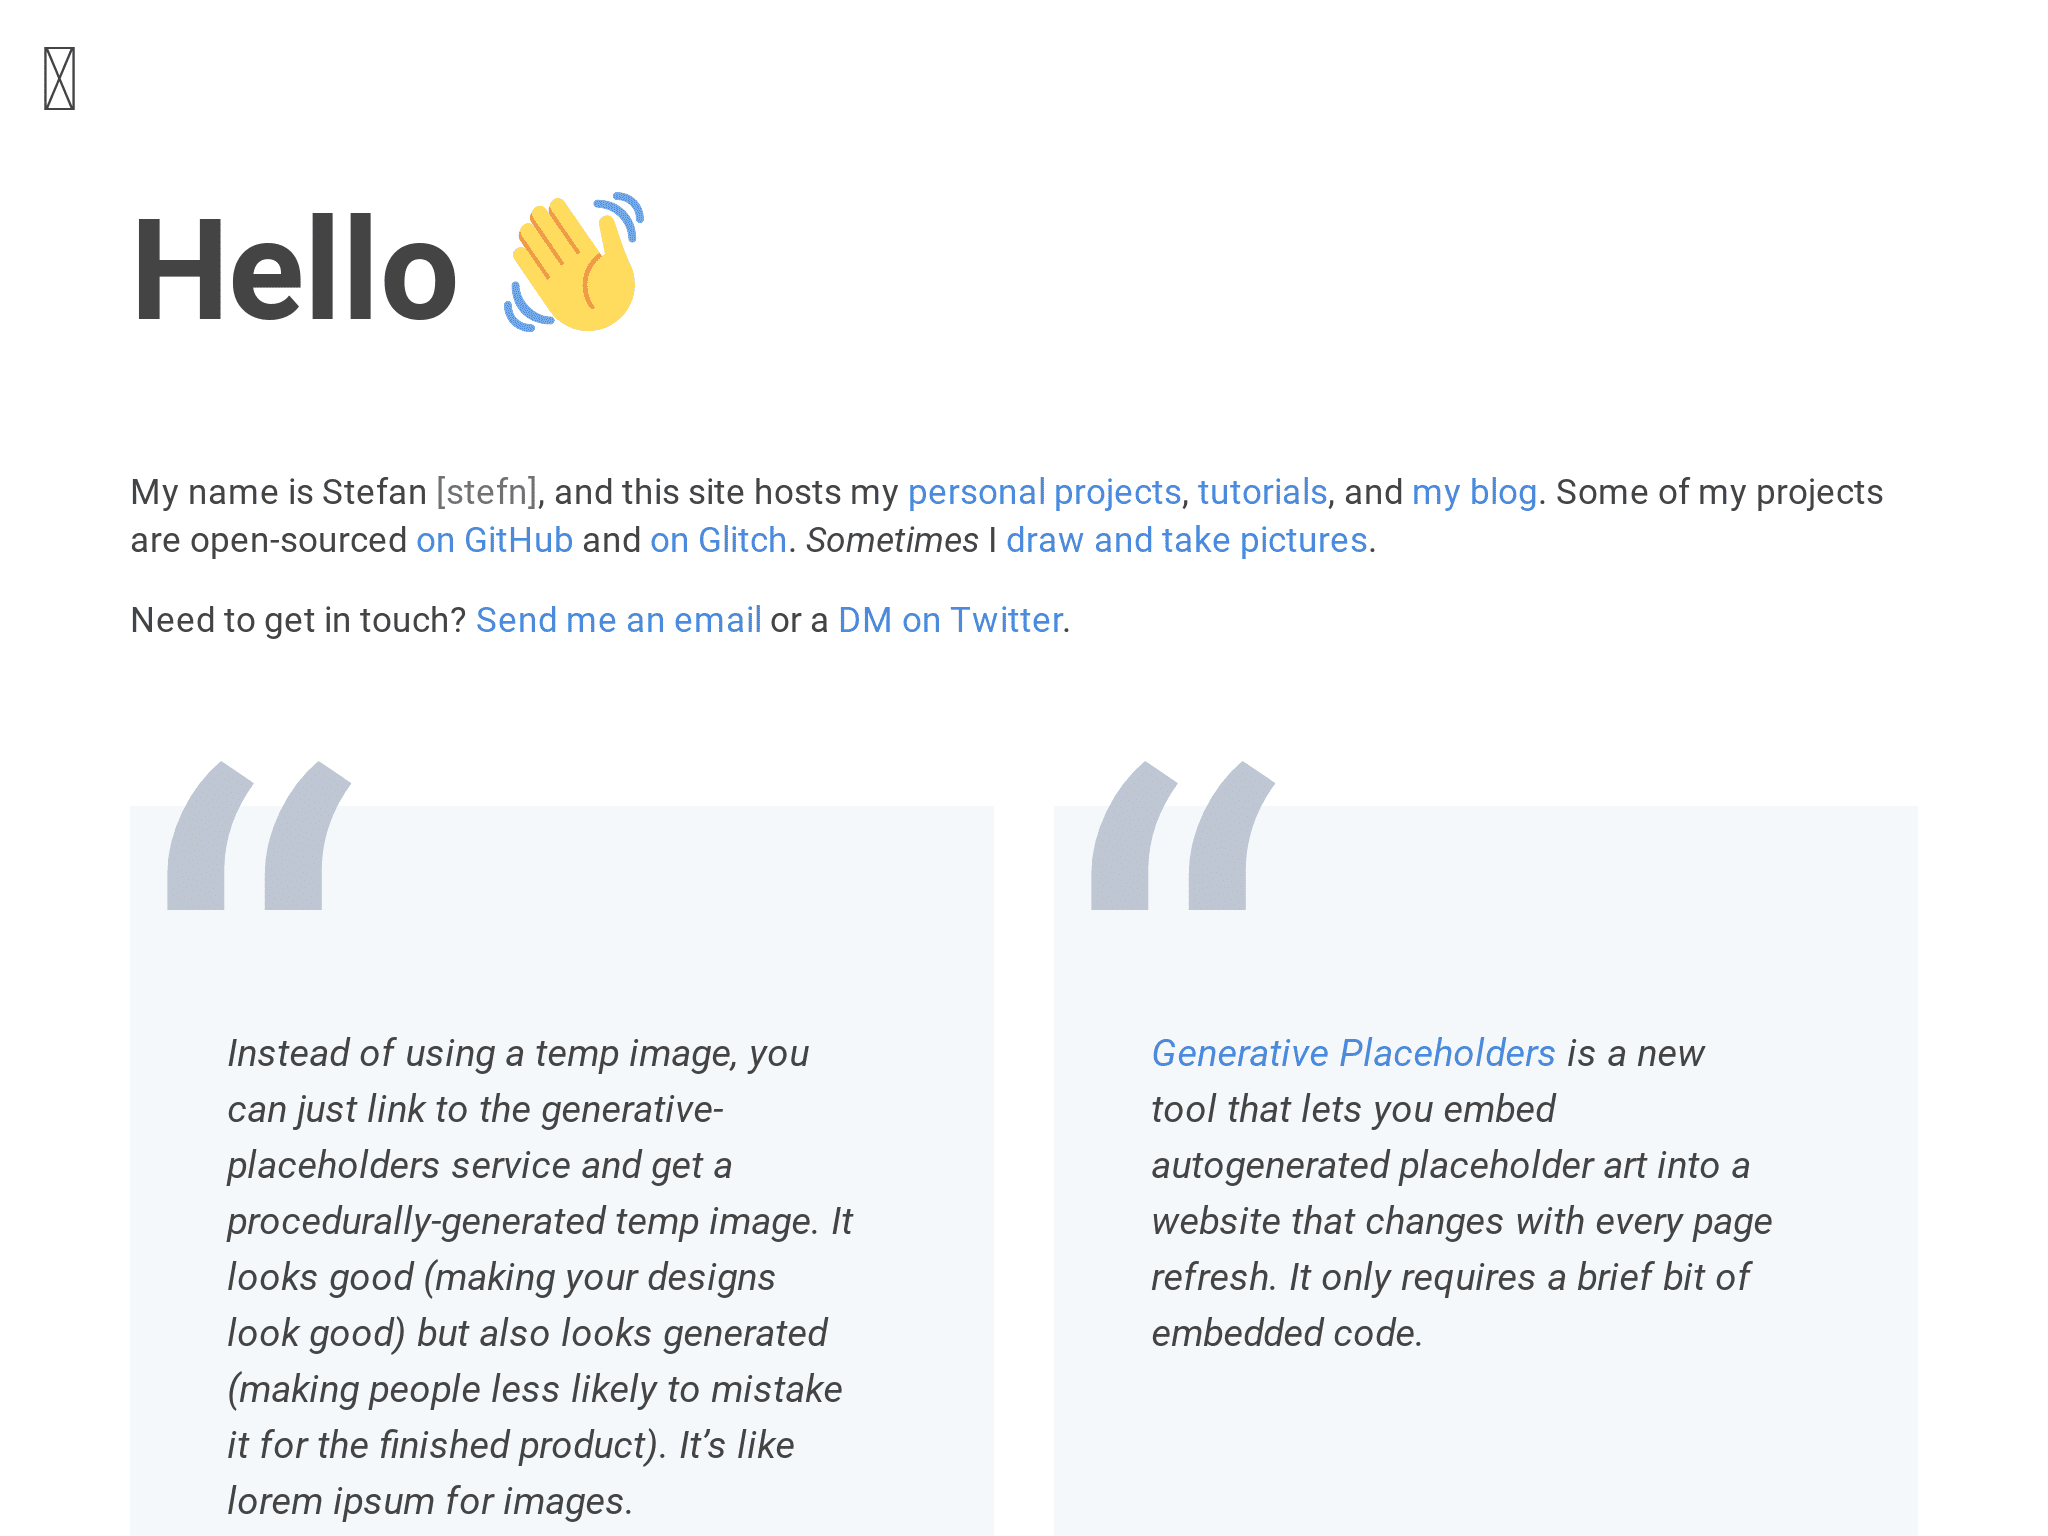 Hello 👋
My name is Stefan [stefn], and this site hosts my personal projects, tutorials, and my blog. Some of my projects
are open-sourced on GitHub and on Glitch. Sometimes I draw and take pictures.
Need to get in touch? Send me an email or a DM on Twitter.
“
Instead of using a temp image, you
can just link to the generative-
placeholders service and get a
procedurally-generated temp image. It
looks good (making your designs
look good) but also looks generated
(making people less likely to mistake
it for the finished product). It’s like
lorem ipsum for images.
“
Generative Placeholders is a new
tool that lets you embed
autogenerated placeholder art into a
website that changes with every page
refresh. It only requires a brief bit of
embedded code.